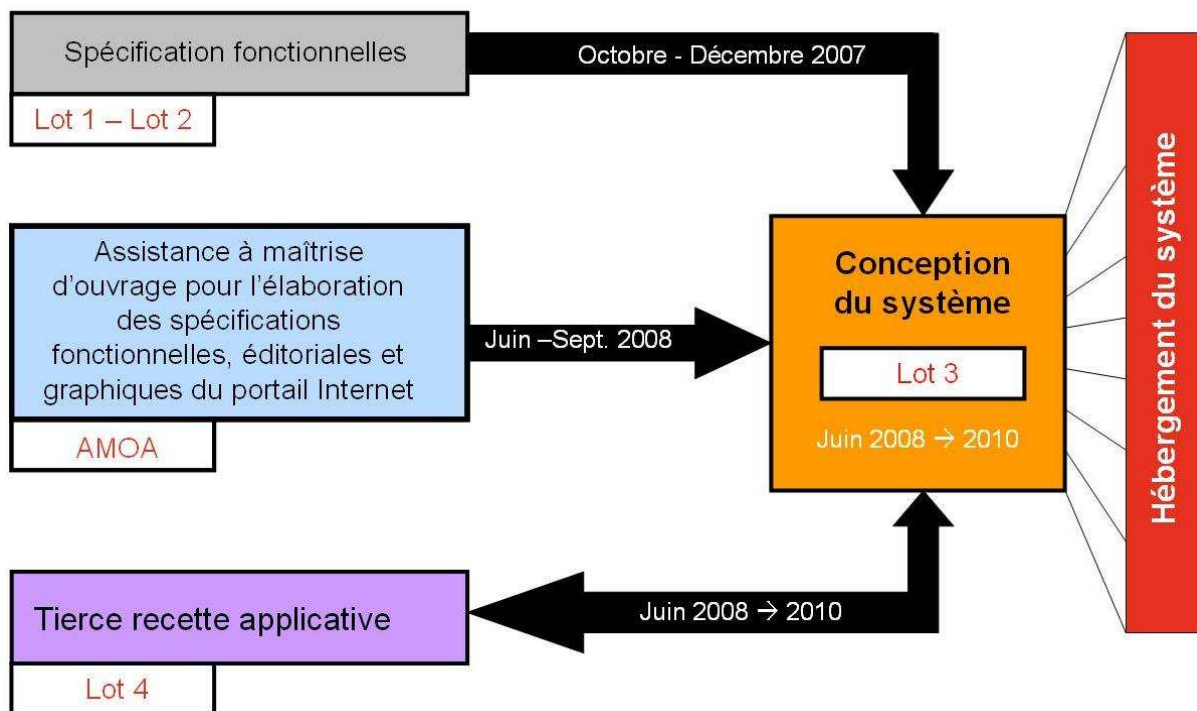 Spécification fonctionnelles
Octobre - Décembre 2007
Lot 1 – Lot 2
Assistance à maîtrise
d'ouvrage pour l'élaboration
des spécifications
fonctionnelles, éditoriales et
graphiques du portail Internet
AMOA
Juin –Sept. 2008
Conception
du système
Lot 3
Juin 2008 → 2010
Hébergement du système
Tierce recette applicative
Lot 4
Juin 2008 → 2010